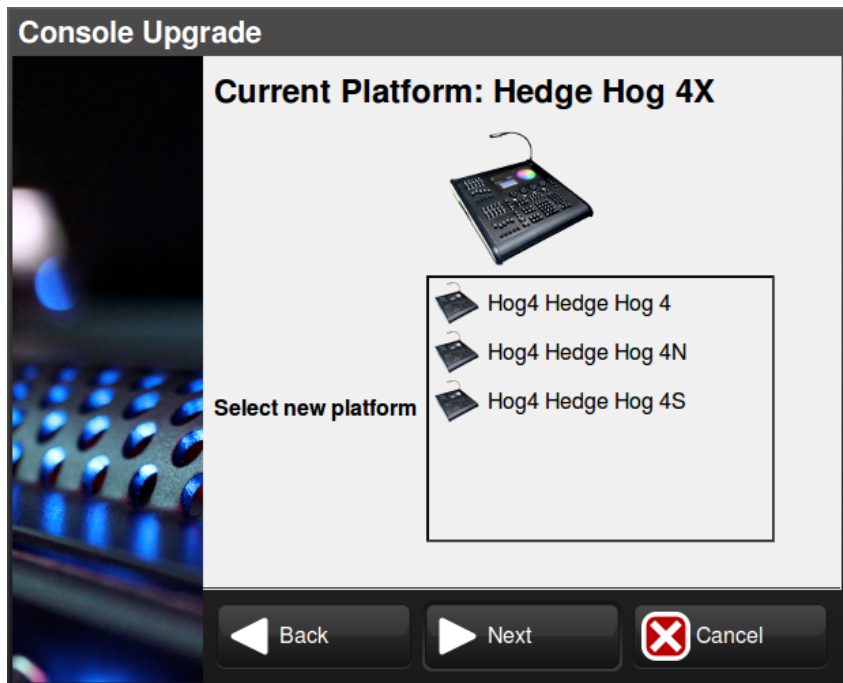 Console Upgrade
Current Platform: Hedge Hog 4X
Hog4 Hedge Hog 4
Hog4 Hedge Hog 4N
Select new platform
Hog4 Hedge Hog 4S
Back
Next
Cancel